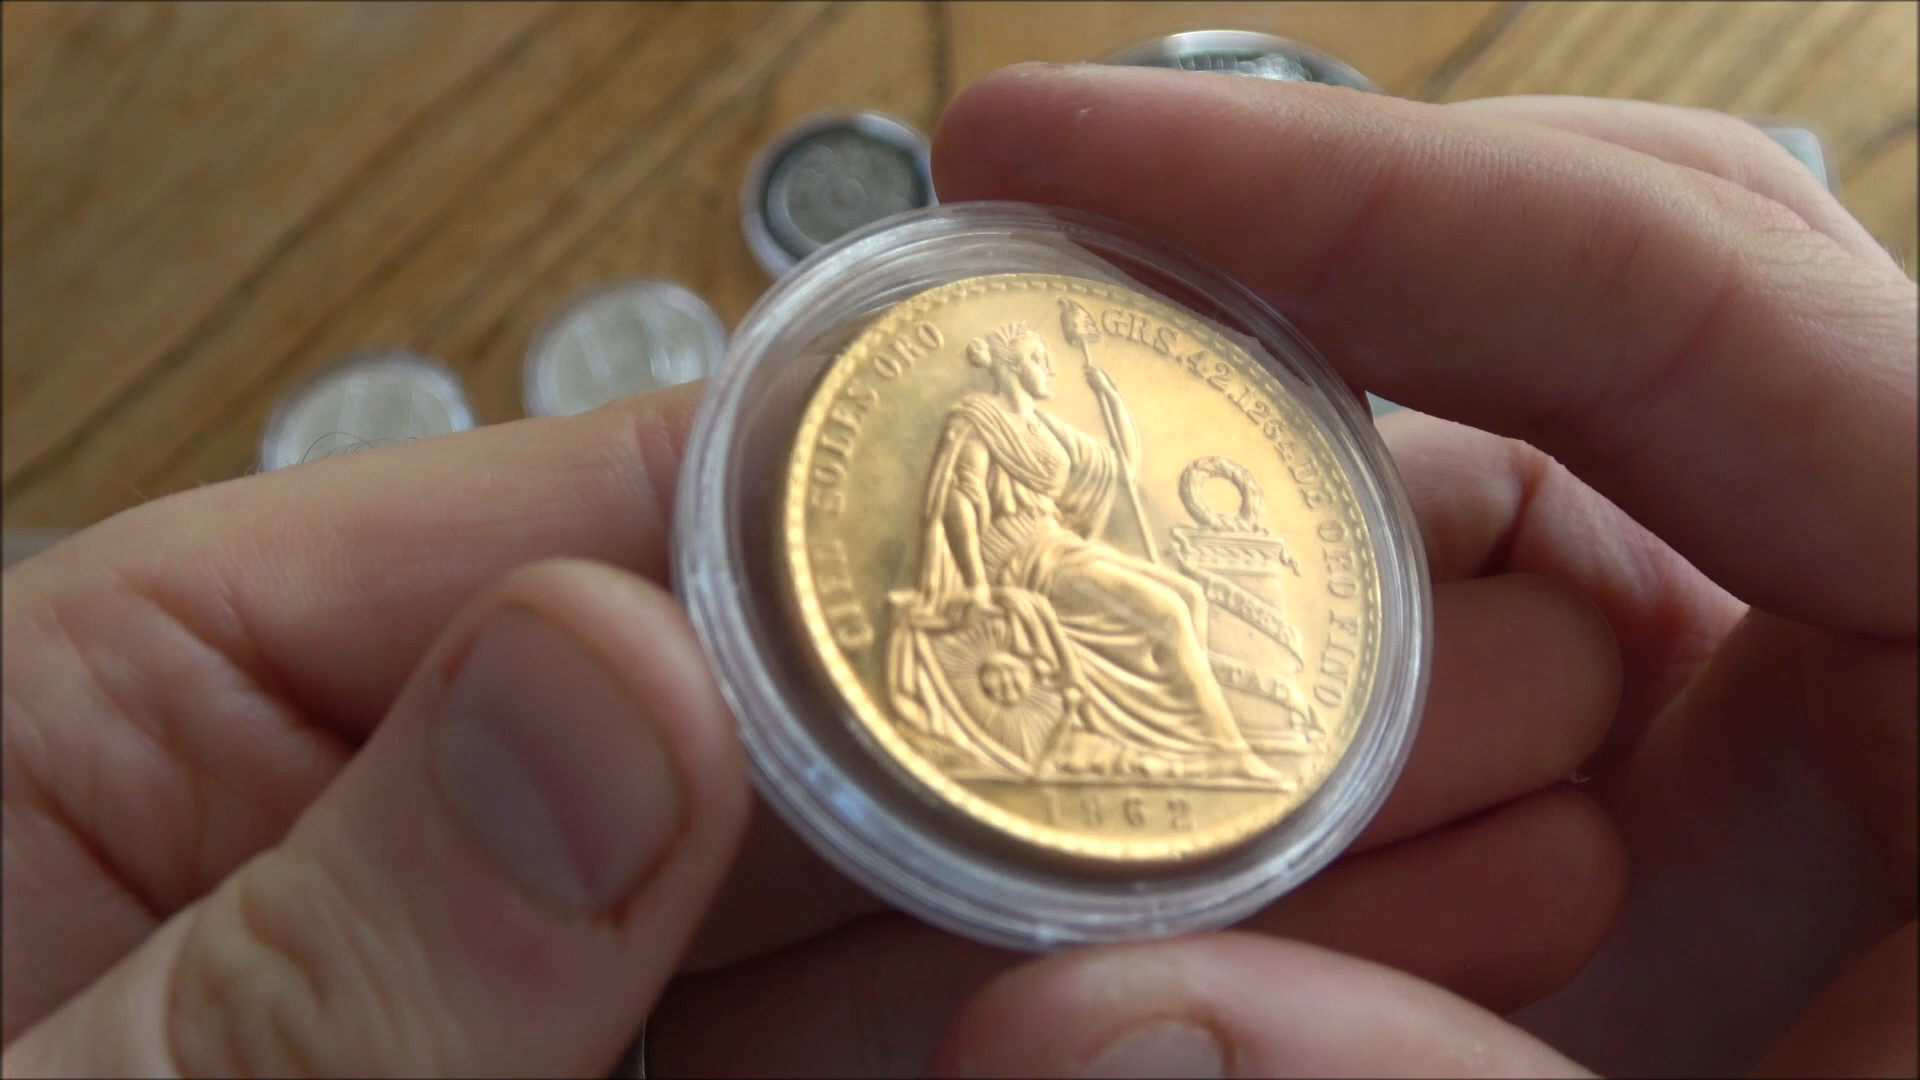 CIEN SOLES ORO
GRS. 42.1264 DE ORO FINO
1962